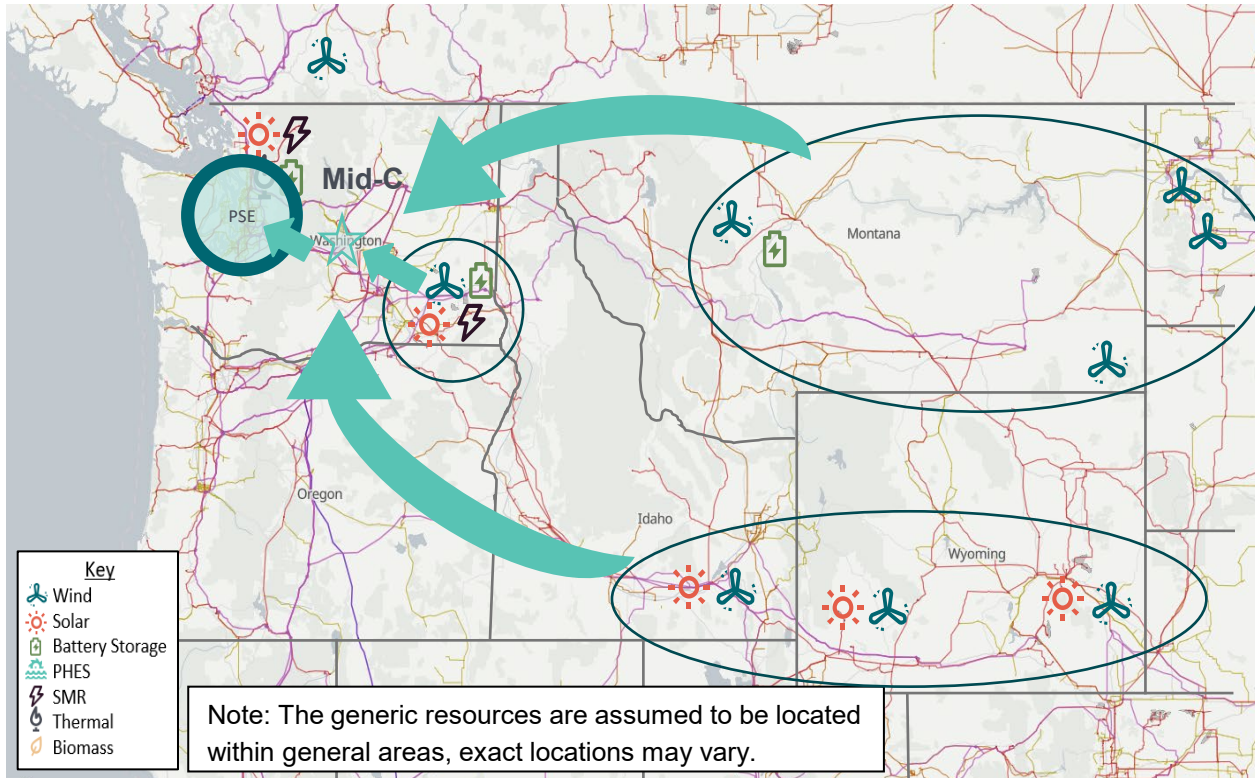 Mid-C
PSE
Washington
Montana
Oregon
Idaho
Wyoming
Key
Wind
Solar
Battery Storage
PHES
SMR
Thermal
Biomass
Note: The generic resources are assumed to be located
within general areas, exact locations may vary.